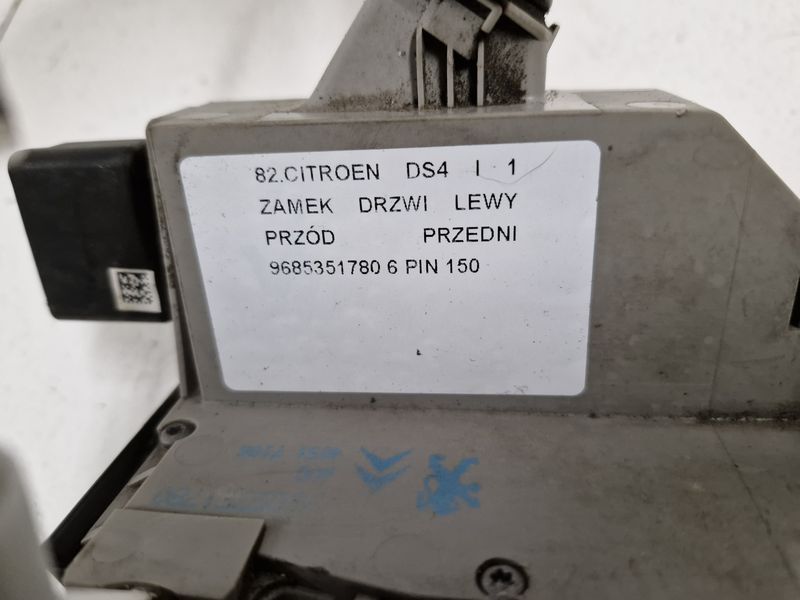 82.CITROEN DS4 I 1
ZAMEK DRZWI LEWY
PRZÓD PRZEDNI
9685351780 6 PIN 150